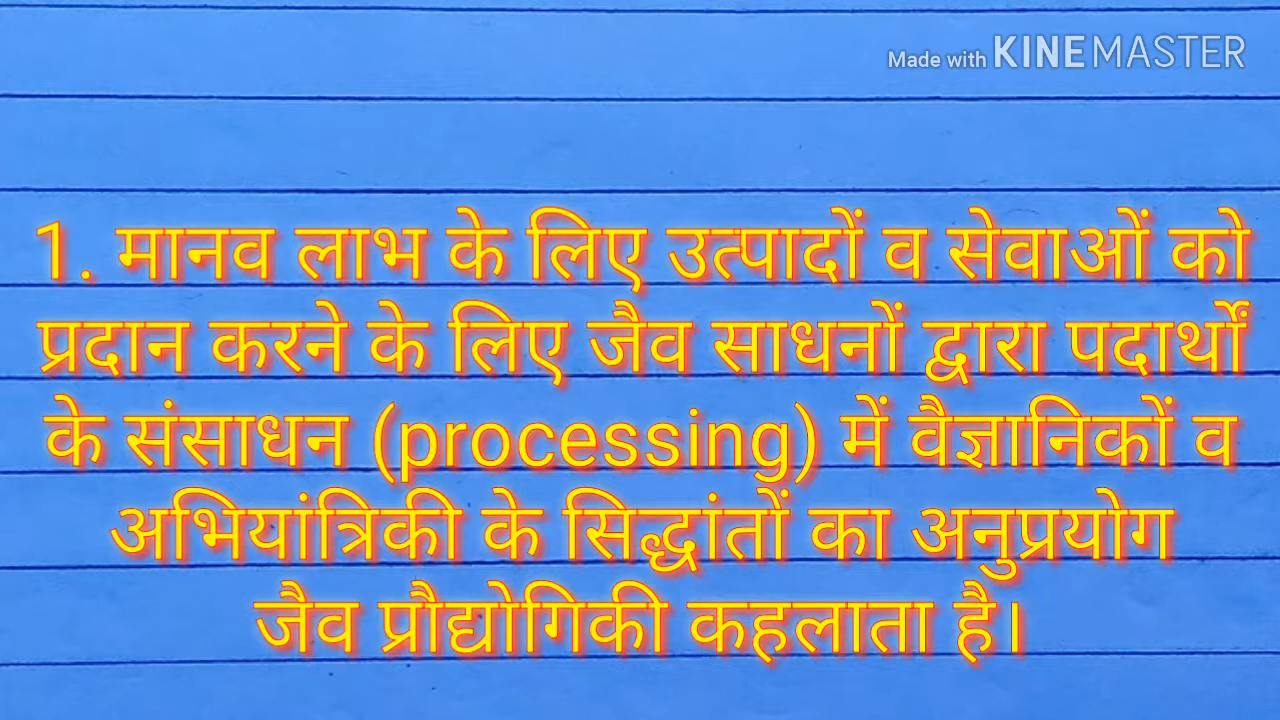 Made with KINEMASTER
1. मानव लाभ के लिए उत्पादों व सेवाओं को
प्रदान करने के लिए जैव साधनों द्वारा पदार्थों
के संसाधन (processing) में वैज्ञानिकों व
अभियांत्रिकी के सिद्धांतों का अनुप्रयोग
जैव प्रौद्योगिकी कहलाता है।